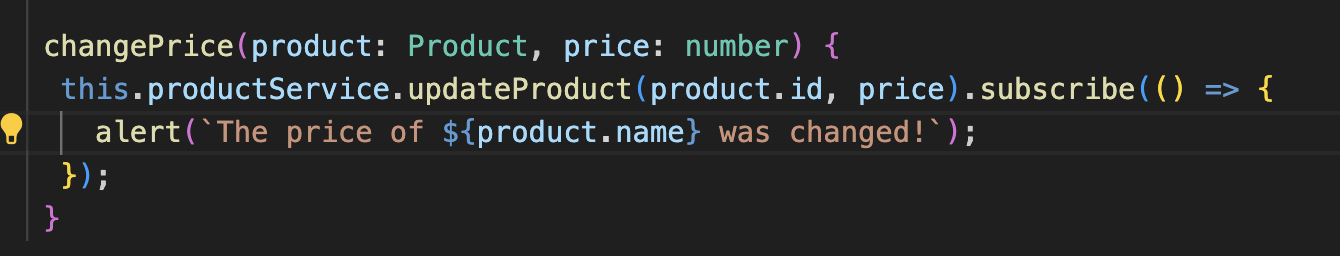 changePrice(product: Product, price: number) {
this.productService.updateProduct(product.id, price).subscribe(() => {
alert(`The price of ${product.name} was changed!`);
});
}